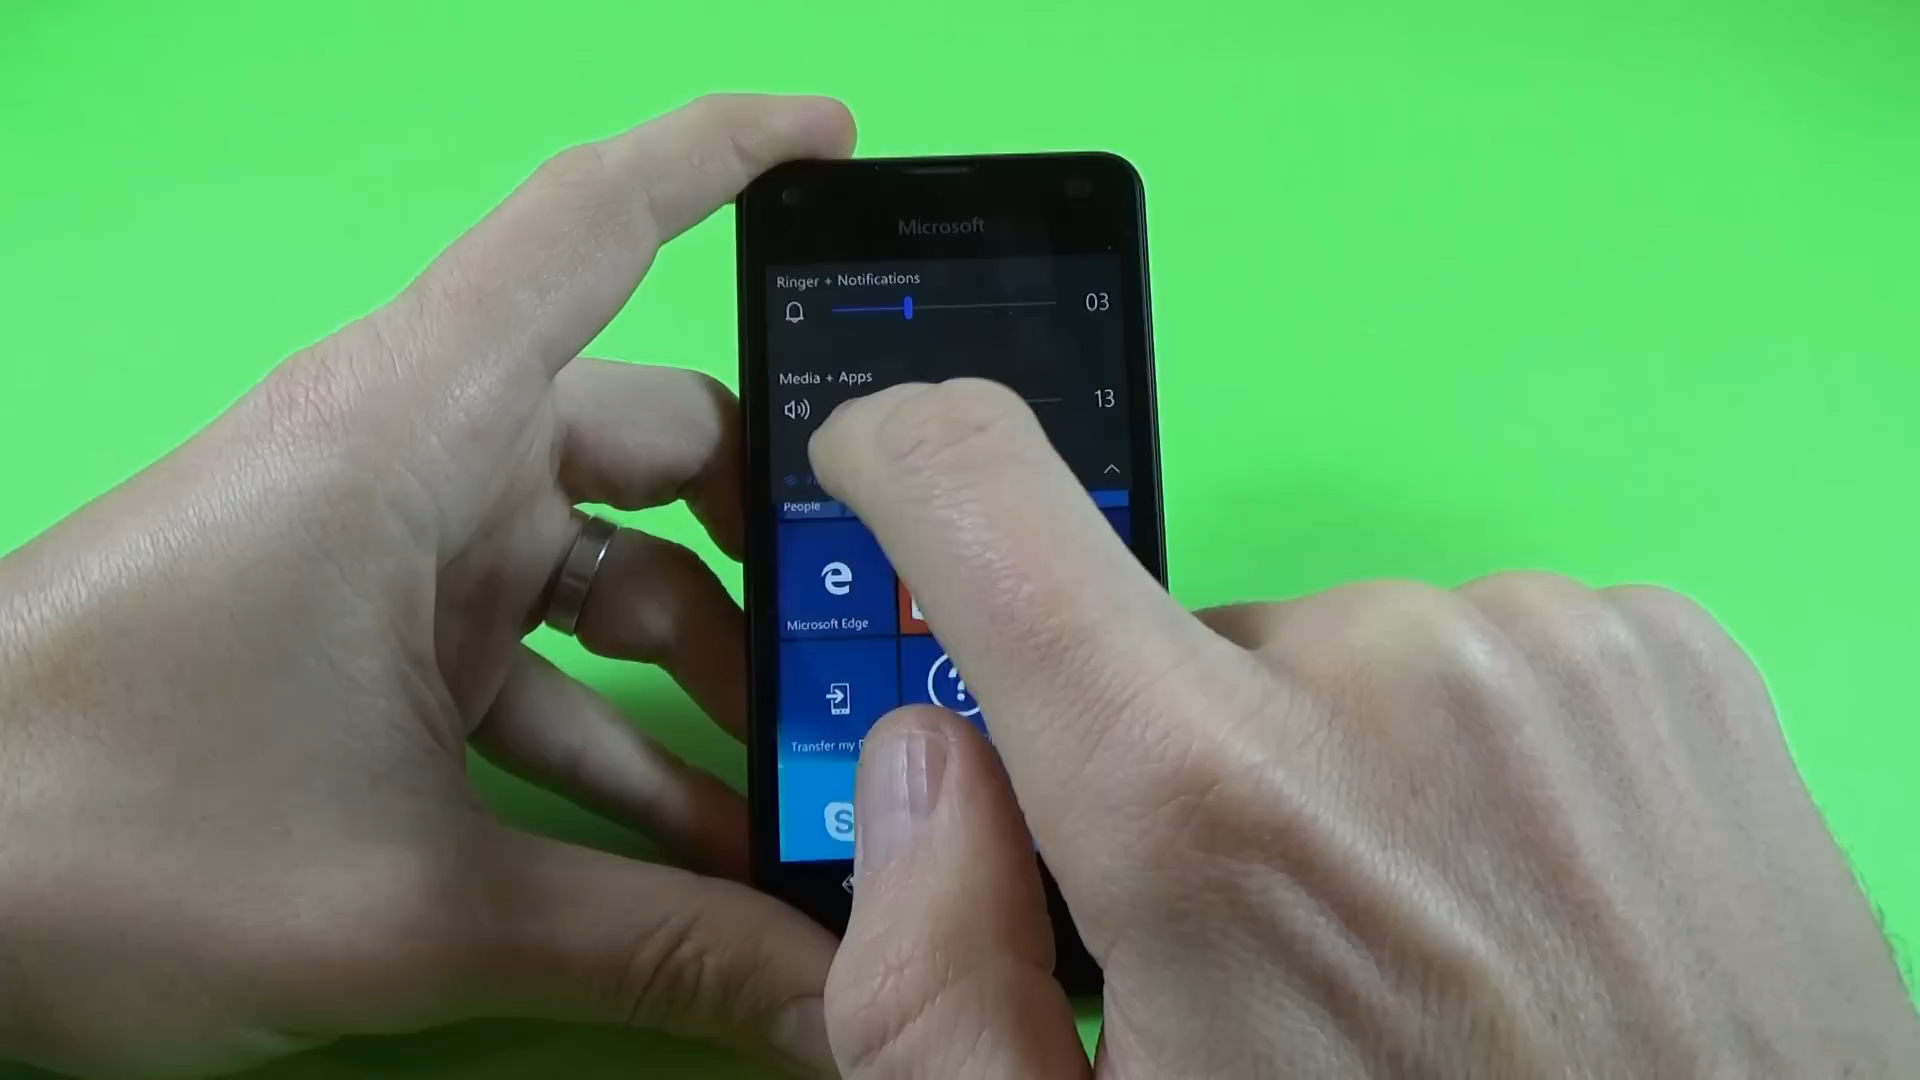 Microsoft
Ringer + Notifications
03
Media + Apps
13
People
Microsoft Edge
Transfer my